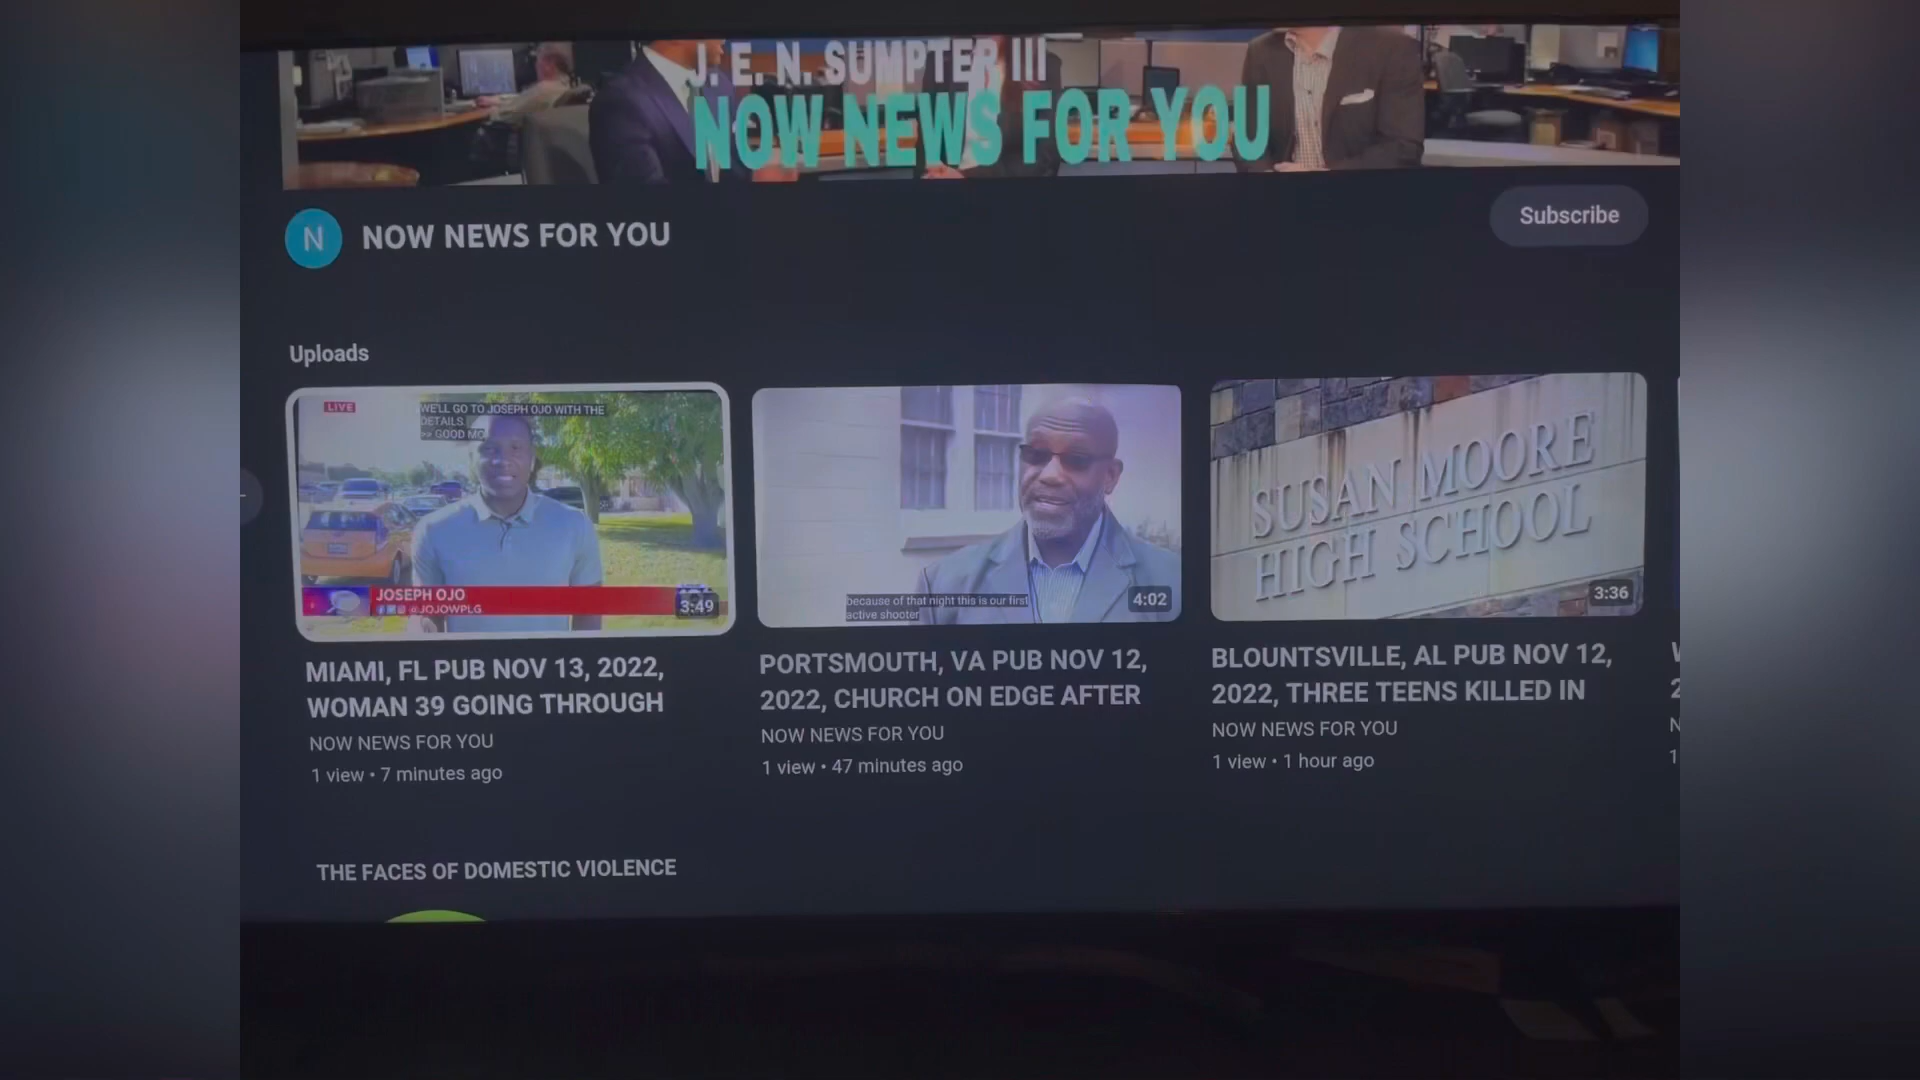 J. E. N. SUMPTER III
NOW NEWS FOR YOU
N
NOW NEWS FOR YOU
Subscribe
Uploads
LIVE
WE'LL GO TO JOSEPH OJO WITH THE
DETAILS.
>> GOOD MO
JOSEPH OJO
@JOJOWPLG
3:49
because of that night this is our first
active shooter
4:02
SUSAN MOORE
HIGH SCHOOL
3:36
MIAMI, FL PUB NOV 13, 2022,
WOMAN 39 GOING THROUGH
NOW NEWS FOR YOU
1 view • 7 minutes ago
PORTSMOUTH, VA PUB NOV 12,
2022, CHURCH ON EDGE AFTER
NOW NEWS FOR YOU
1 view • 47 minutes ago
BLOUNTSVILLE, AL PUB NOV 12,
2022, THREE TEENS KILLED IN
NOW NEWS FOR YOU
1 view • 1 hour ago
THE FACES OF DOMESTIC VIOLENCE